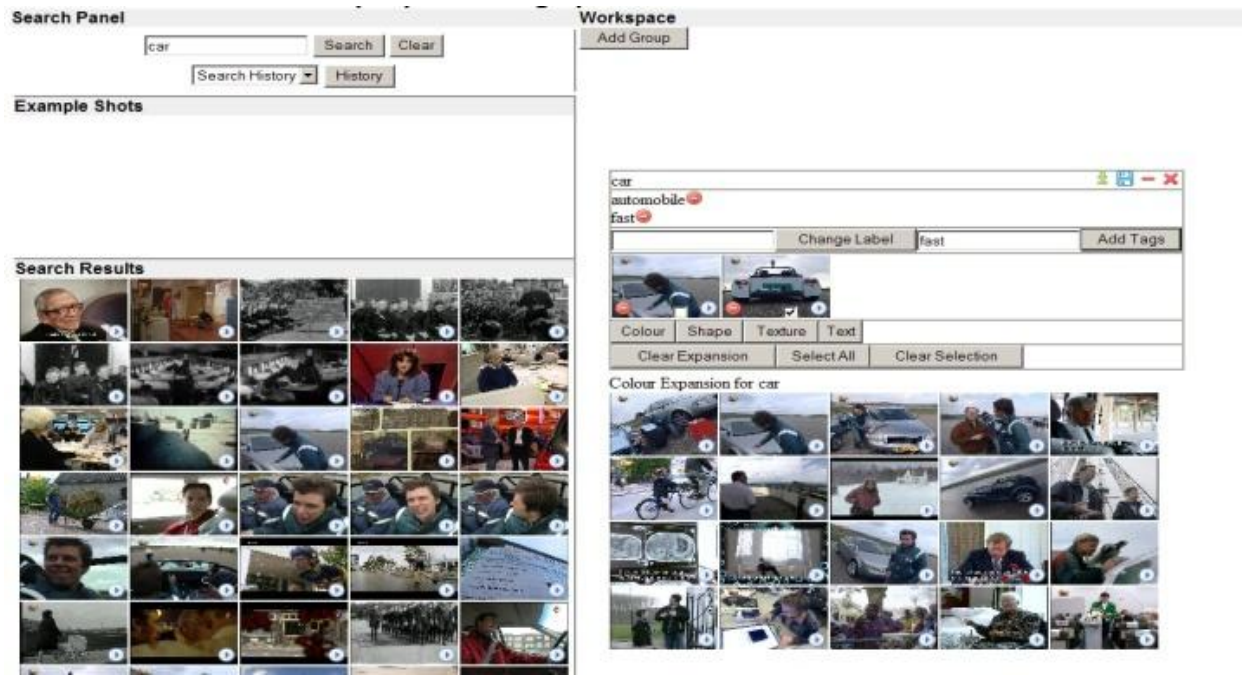 Search Panel
car
Search
Clear
Search History
History
Example Shots
Search Results
Workspace
Add Group
car
automobile
fast
Change Label
fast
Add Tags
Colour
Shape
Texture
Text
Clear Expansion
Select All
Clear Selection
Colour Expansion for car